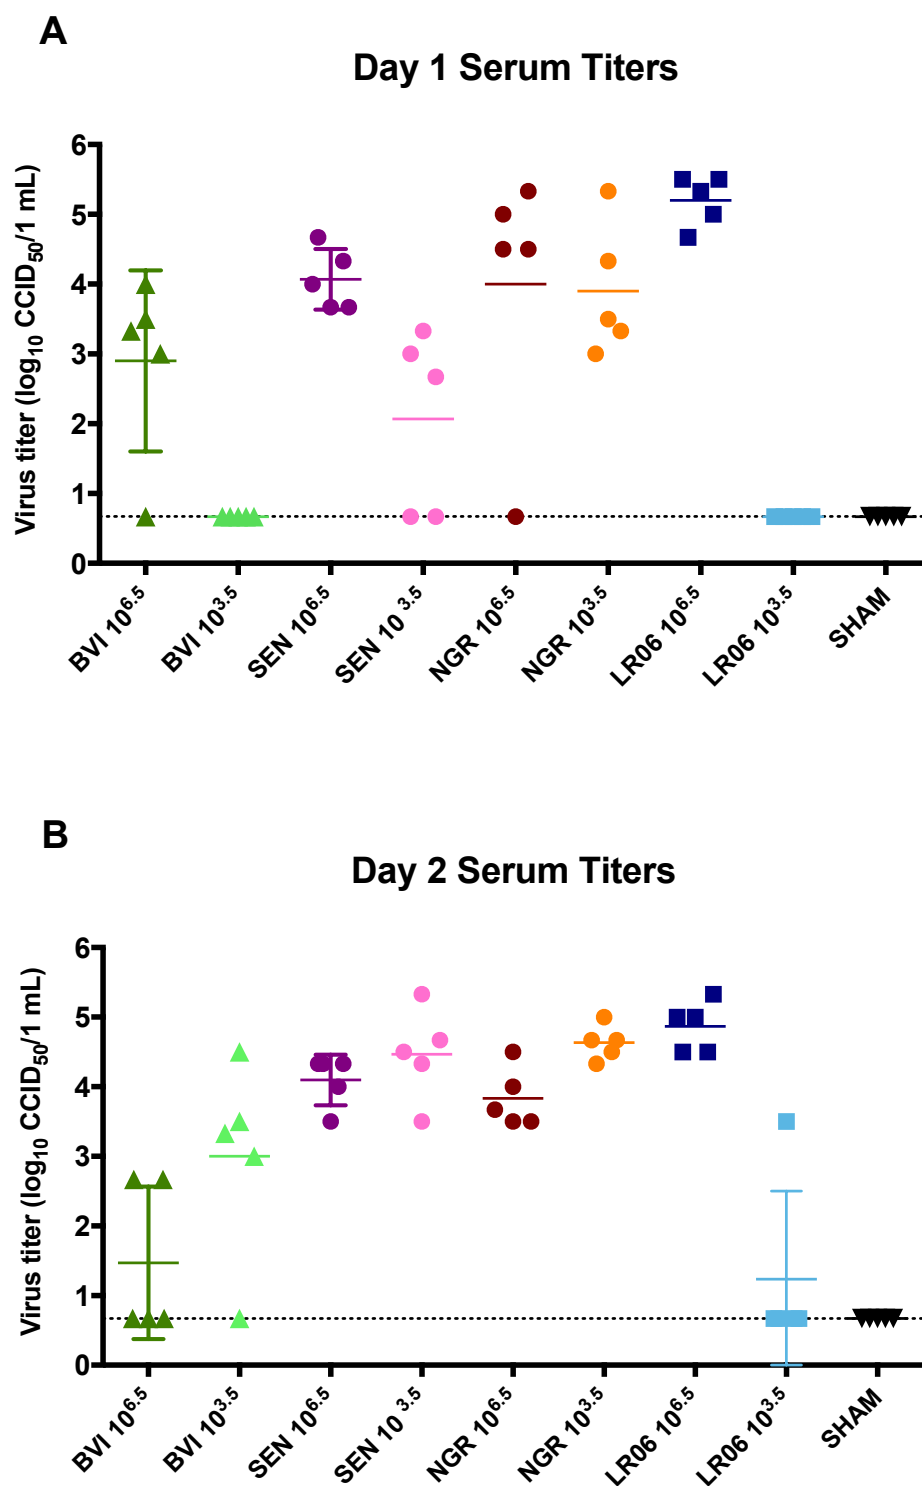 A
Day 1 Serum Titers
Virus titer (log10 CCID50/1 mL)
6
5
4
3
2
1
0
BVI 10^6.5
BVI 10^3.5
SEN 10^6.5
SEN 10^3.5
NGR 10^6.5
NGR 10^3.5
LR06 10^6.5
LR06 10^3.5
SHAM
B
Day 2 Serum Titers
Virus titer (log10 CCID50/1 mL)
6
5
4
3
2
1
0
BVI 10^6.5
BVI 10^3.5
SEN 10^6.5
SEN 10^3.5
NGR 10^6.5
NGR 10^3.5
LR06 10^6.5
LR06 10^3.5
SHAM